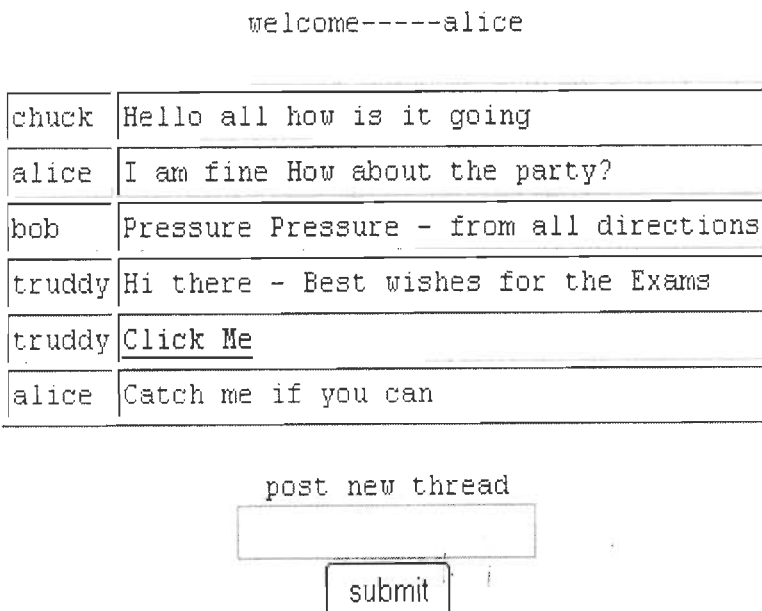 welcome-----alice
chuck Hello all how is it going
alice I am fine How about the party?
bob Pressure Pressure - from all directions
truddy Hi there - Best wishes for the Exams
truddy Click Me
alice Catch me if you can
post new thread
submit